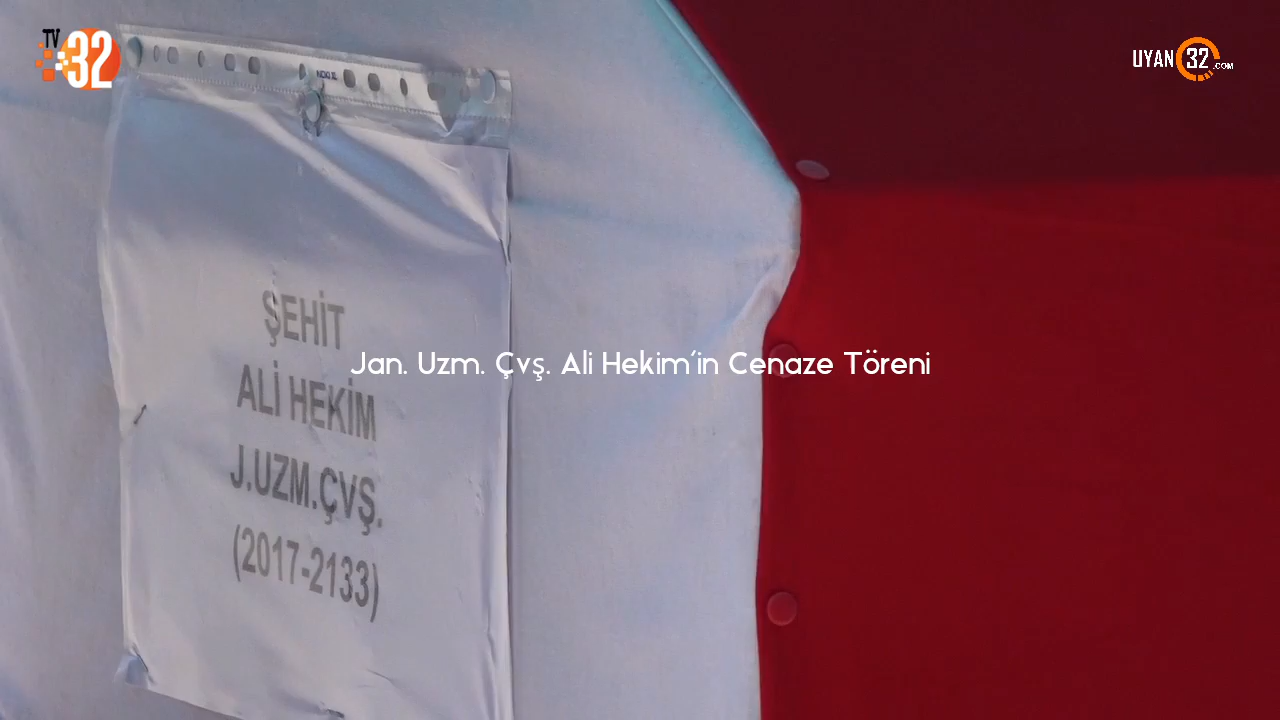 TV
32
UYAN 32 .COM
ŞEHİT
ALİ HEKİM
Jan. Uzm. Çvş. Ali Hekim'in Cenaze Töreni
J.UZM.ÇVŞ.
(2017-2133)